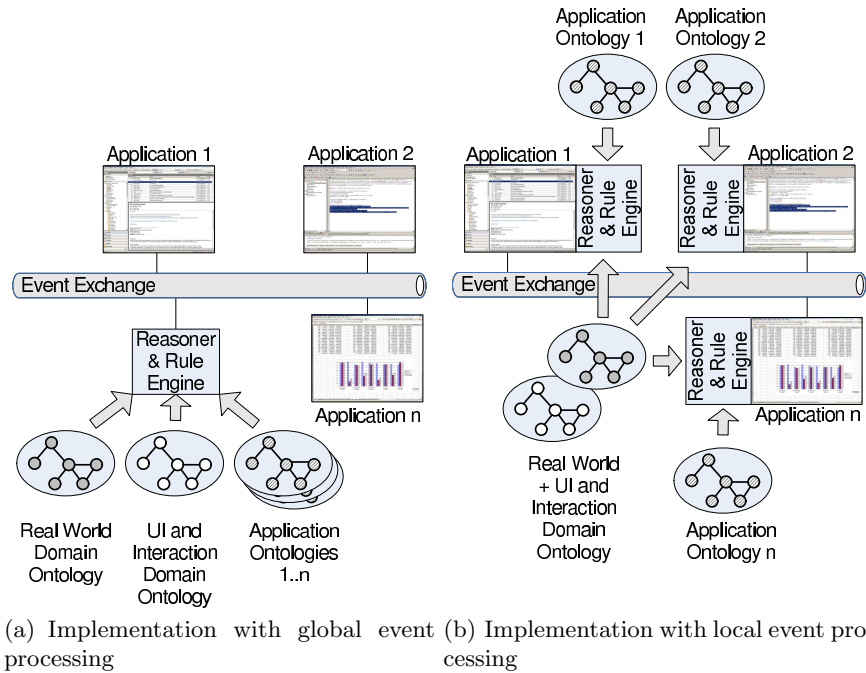 Application 1
Application 2
Event Exchange
Reasoner
& Rule
Engine
Application n
Real World
Domain
Ontology
UI and
Interaction
Domain
Ontology
Application
Ontologies
1..n
(a) Implementation with global event
processing
Application
Ontology 1
Application
Ontology 2
Application 1
Reasoner
& Rule
Engine
Application 2
Reasoner
& Rule
Engine
Event Exchange
Reasoner
& Rule
Engine
Application n
Real World
+ UI and
Interaction
Domain
Ontology
Application
Ontology n
(b) Implementation with local event pro
cessing